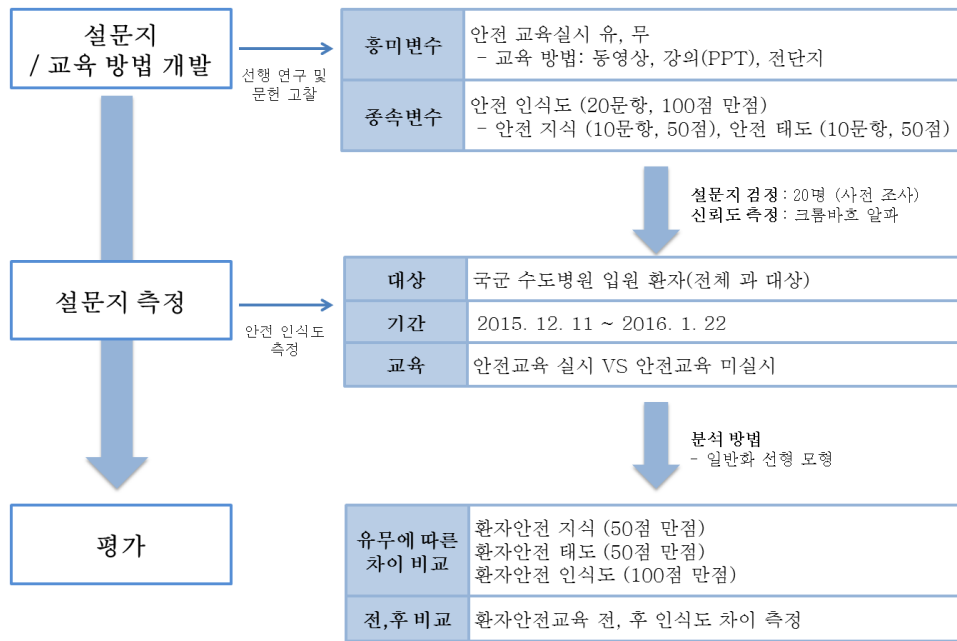 설문지
/ 교육 방법 개발
선행 연구 및
문헌 고찰
흥미변수
안전 교육실시 유, 무
- 교육 방법: 동영상, 강의(PPT), 전단지
종속변수
안전 인식도 (20문항, 100점 만점)
- 안전 지식 (10문항, 50점), 안전 태도 (10문항, 50점)
설문지 검정 : 20명 (사전 조사)
신뢰도 측정 : 크롬바흐 알파
설문지 측정
안전 인식도
측정
대상
국군 수도병원 입원 환자(전체 과 대상)
기간
2015. 12. 11 ~ 2016. 1. 22
교육
안전교육 실시 VS 안전교육 미실시
분석 방법
- 일반화 선형 모형
평가
유무에 따른
차이 비교
환자안전 지식 (50점 만점)
환자안전 태도 (50점 만점)
환자안전 인식도 (100점 만점)
전,후 비교
환자안전교육 전, 후 인식도 차이 측정